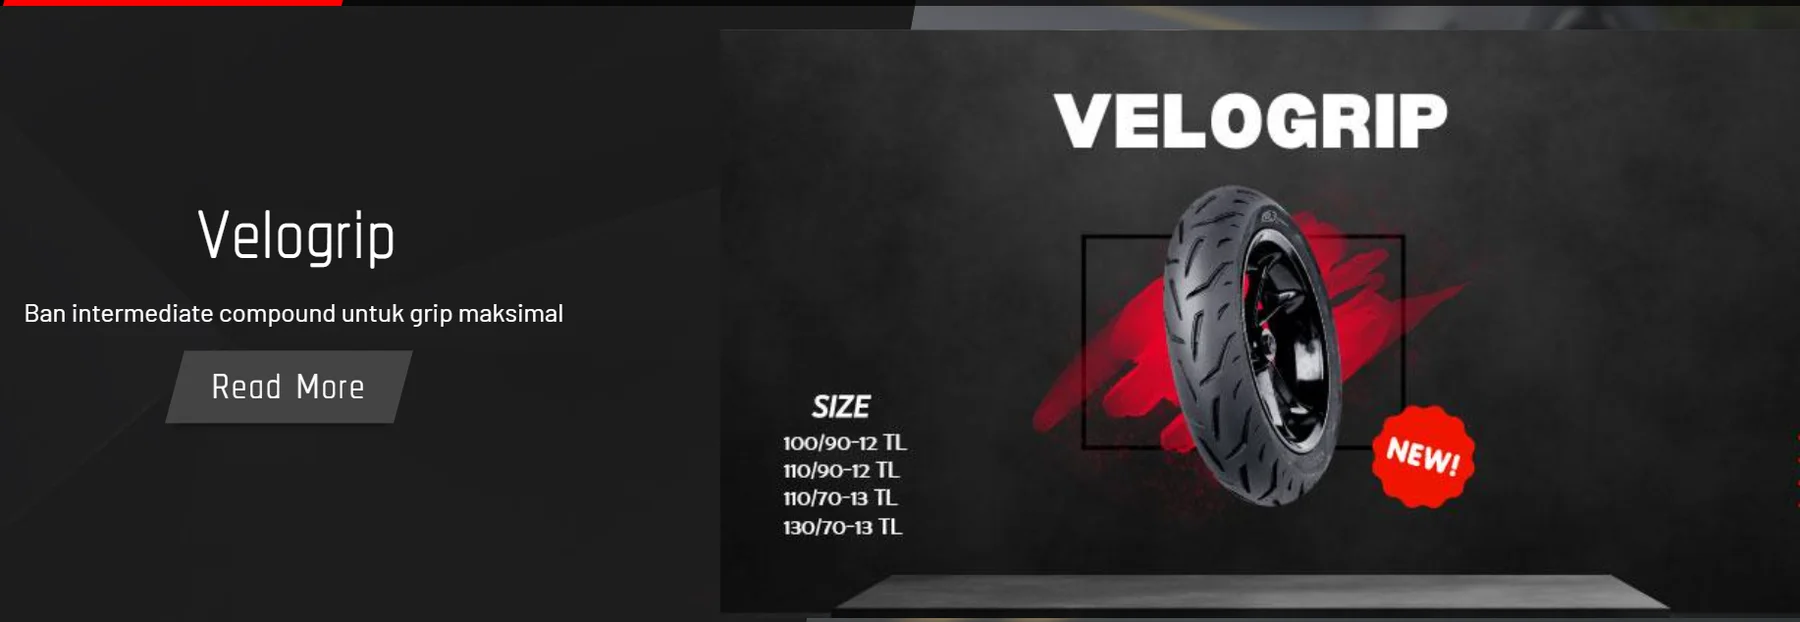 Velogrip
Ban intermediate compound untuk grip maksimal
Read More
VELOGRIP
SIZE
100/90-12 TL
110/90-12 TL
110/70-13 TL
130/70-13 TL
NEW!